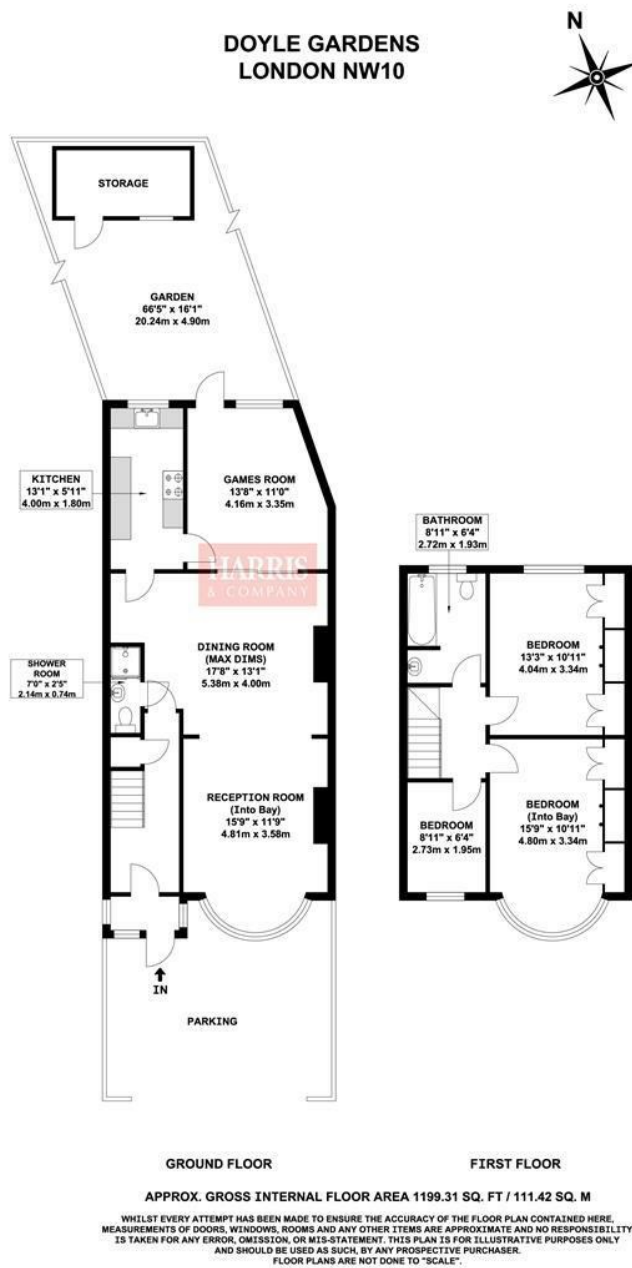 DOYLE GARDENS
LONDON NW10
N
STORAGE
GARDEN
66'5" x 16'1"
20.24m x 4.90m
KITCHEN
13'1" x 5'11"
4.00m x 1.80m
GAMES ROOM
13'8" x 11'0"
4.16m x 3.35m
HARRIS
& COMPANY
BATHROOM
8'11" x 6'4"
2.72m x 1.93m
SHOWER
ROOM
7'0" x 2'5"
2.14m x 0.74m
DINING ROOM
(MAX DIMS)
17'8" x 13'1"
5.38m x 4.00m
BEDROOM
13'3" x 10'11"
4.04m x 3.34m
RECEPTION ROOM
(Into Bay)
15'9" x 11'9"
4.81m x 3.58m
BEDROOM
8'11" x 6'4"
2.73m x 1.95m
BEDROOM
(Into Bay)
15'9" x 10'11"
4.80m x 3.34m
IN
PARKING
GROUND FLOOR
FIRST FLOOR
APPROX. GROSS INTERNAL FLOOR AREA 1199.31 SQ. FT / 111.42 SQ. M
WHILST EVERY ATTEMPT HAS BEEN MADE TO ENSURE THE ACCURACY OF THE FLOOR PLAN CONTAINED HERE,
MEASUREMENTS OF DOORS, WINDOWS, ROOMS AND ANY OTHER ITEMS ARE APPROXIMATE AND NO RESPONSIBILITY
IS TAKEN FOR ANY ERROR, OMISSION, OR MIS-STATEMENT. THIS PLAN IS FOR ILLUSTRATIVE PURPOSES ONLY
AND SHOULD BE USED AS SUCH, BY ANY PROSPECTIVE PURCHASER.
FLOOR PLANS ARE NOT DONE TO "SCALE".